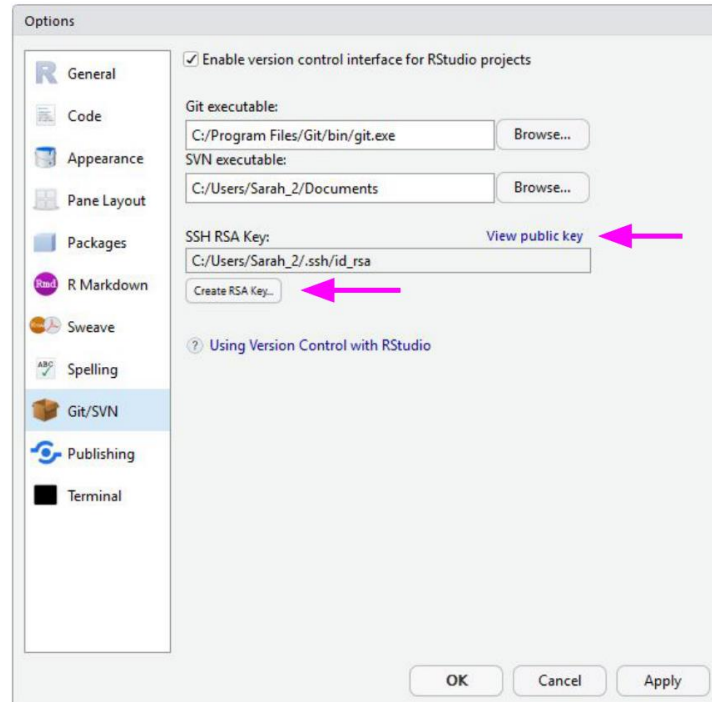 Options
General
Code
Appearance
Pane Layout
Packages
Rmd R Markdown
Sweave
ABC Spelling
Git/SVN
Publishing
Terminal
Enable version control interface for RStudio projects
Git executable:
C:/Program Files/Git/bin/git.exe Browse...
SVN executable:
C:/Users/Sarah_2/Documents Browse...
SSH RSA Key: View public key
C:/Users/Sarah_2/.ssh/id_rsa
Create RSA Key...
? Using Version Control with RStudio
OK Cancel Apply